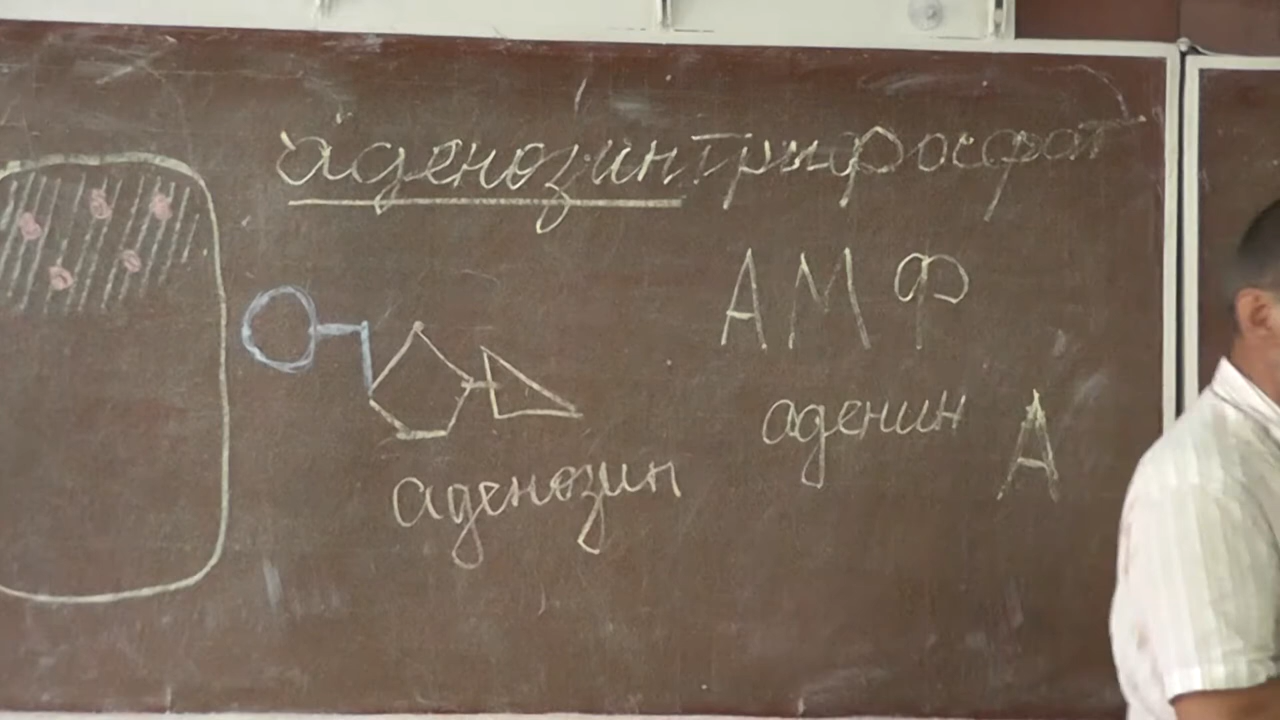 аденозинтрифосфат
АМФ
аденин А
аденозин